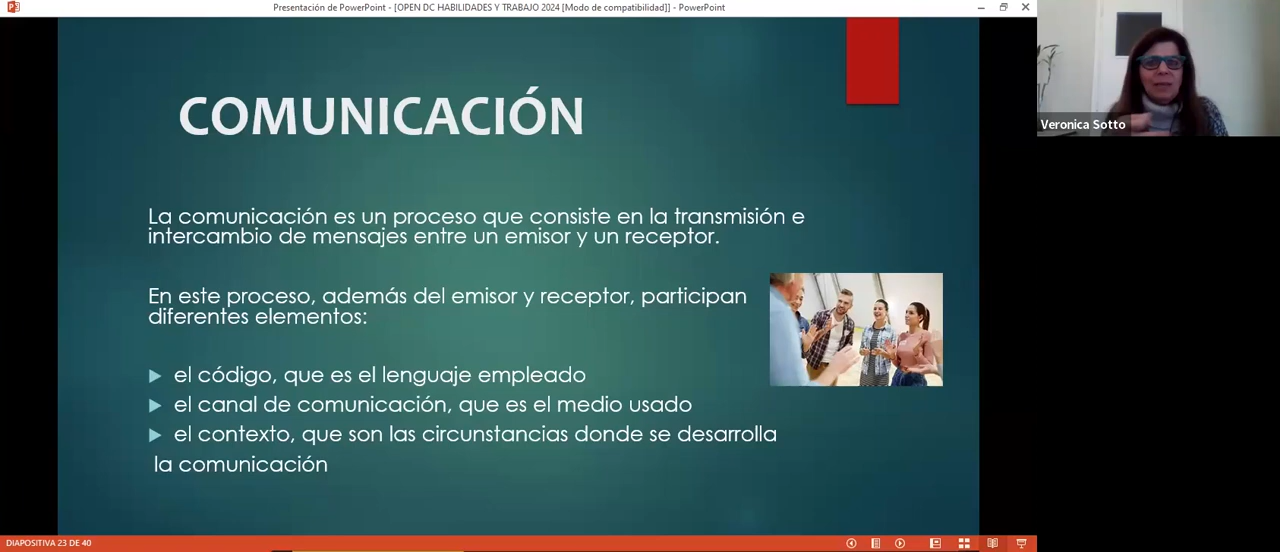 Presentación de PowerPoint - [OPEN DC HABILIDADES Y TRABAJO 2024 [Modo de compatibilidad]] - PowerPoint
COMUNICACIÓN
La comunicación es un proceso que consiste en la transmisión e
intercambio de mensajes entre un emisor y un receptor.
En este proceso, además del emisor y receptor, participan
diferentes elementos:
el código, que es el lenguaje empleado
el canal de comunicación, que es el medio usado
el contexto, que son las circunstancias donde se desarrolla
la comunicación
DIAPOSITIVA 23 DE 40
Veronica Sotto